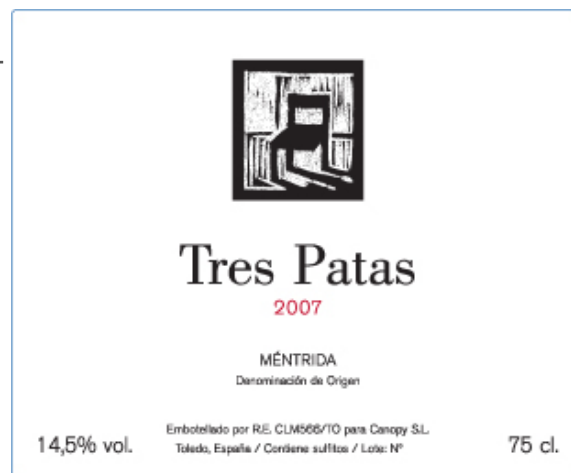 Tres Patas
2007
MÉNTRIDA
Denominación de Origen
Embotellado por R.E. CLM566/TO para Canopy S.L.
14,5% vol.
Toledo, España / Contiene sulfitos / Lote: Nº
75 cl.